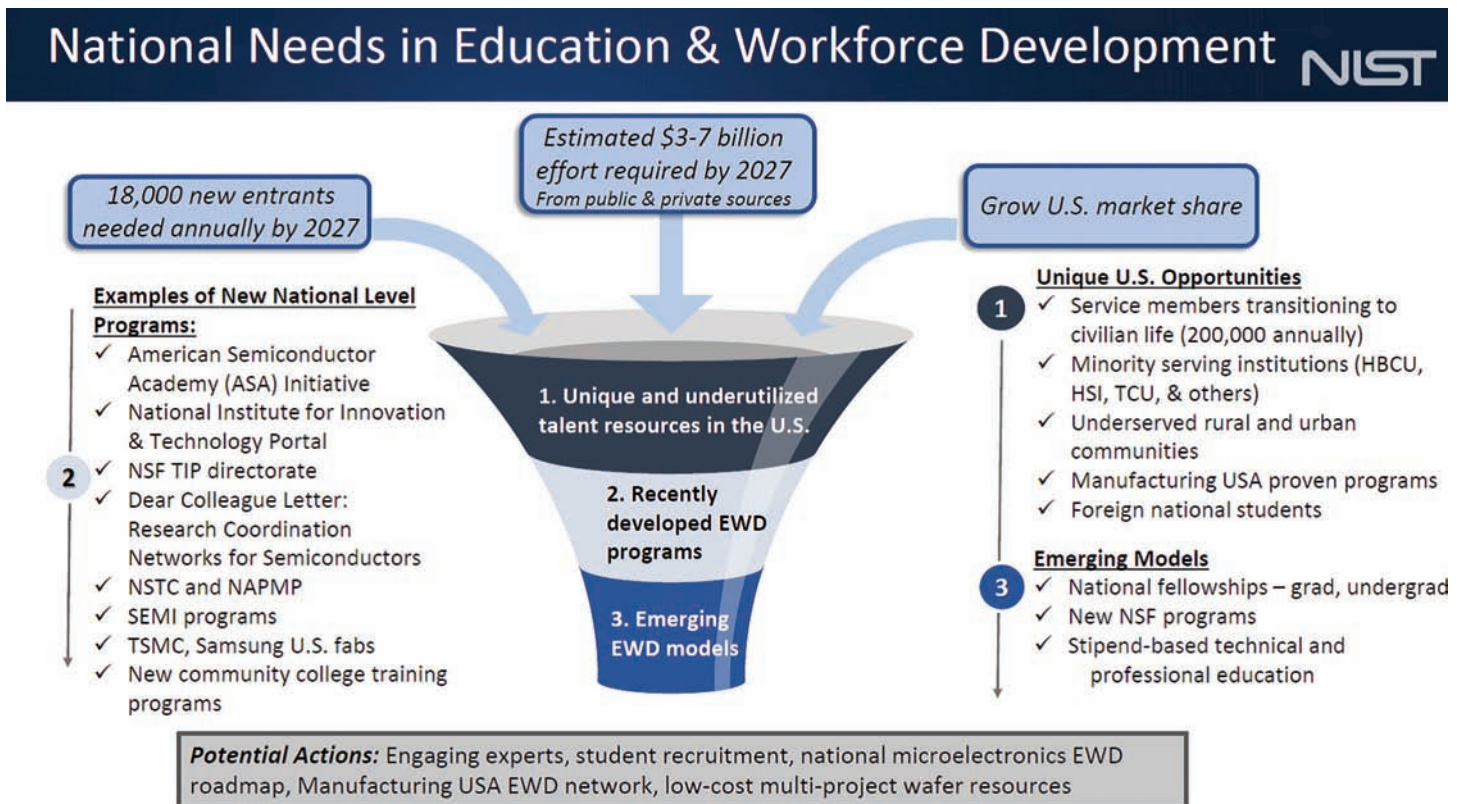 National Needs in Education & Workforce Development
NIST
18,000 new entrants
needed annually by 2027
Estimated $3-7 billion
effort required by 2027
From public & private sources
Grow U.S. market share
Examples of New National Level
Programs:
✓ American Semiconductor
Academy (ASA) Initiative
✓ National Institute for Innovation
& Technology Portal
✓ NSF TIP directorate
✓ Dear Colleague Letter:
Research Coordination
Networks for Semiconductors
✓ NSTC and NAPMP
✓ SEMI programs
✓ TSMC, Samsung U.S. fabs
✓ New community college training
programs
2
1. Unique and underutilized
talent resources in the U.S.
2. Recently
developed EWD
programs
3. Emerging
EWD models
Unique U.S. Opportunities
1
✓ Service members transitioning to
civilian life (200,000 annually)
✓ Minority serving institutions (HBCU,
HSI, TCU, & others)
✓ Underserved rural and urban
communities
✓ Manufacturing USA proven programs
✓ Foreign national students
Emerging Models
3
✓ National fellowships – grad, undergrad
✓ New NSF programs
✓ Stipend-based technical and
professional education
Potential Actions: Engaging experts, student recruitment, national microelectronics EWD
roadmap, Manufacturing USA EWD network, low-cost multi-project wafer resources